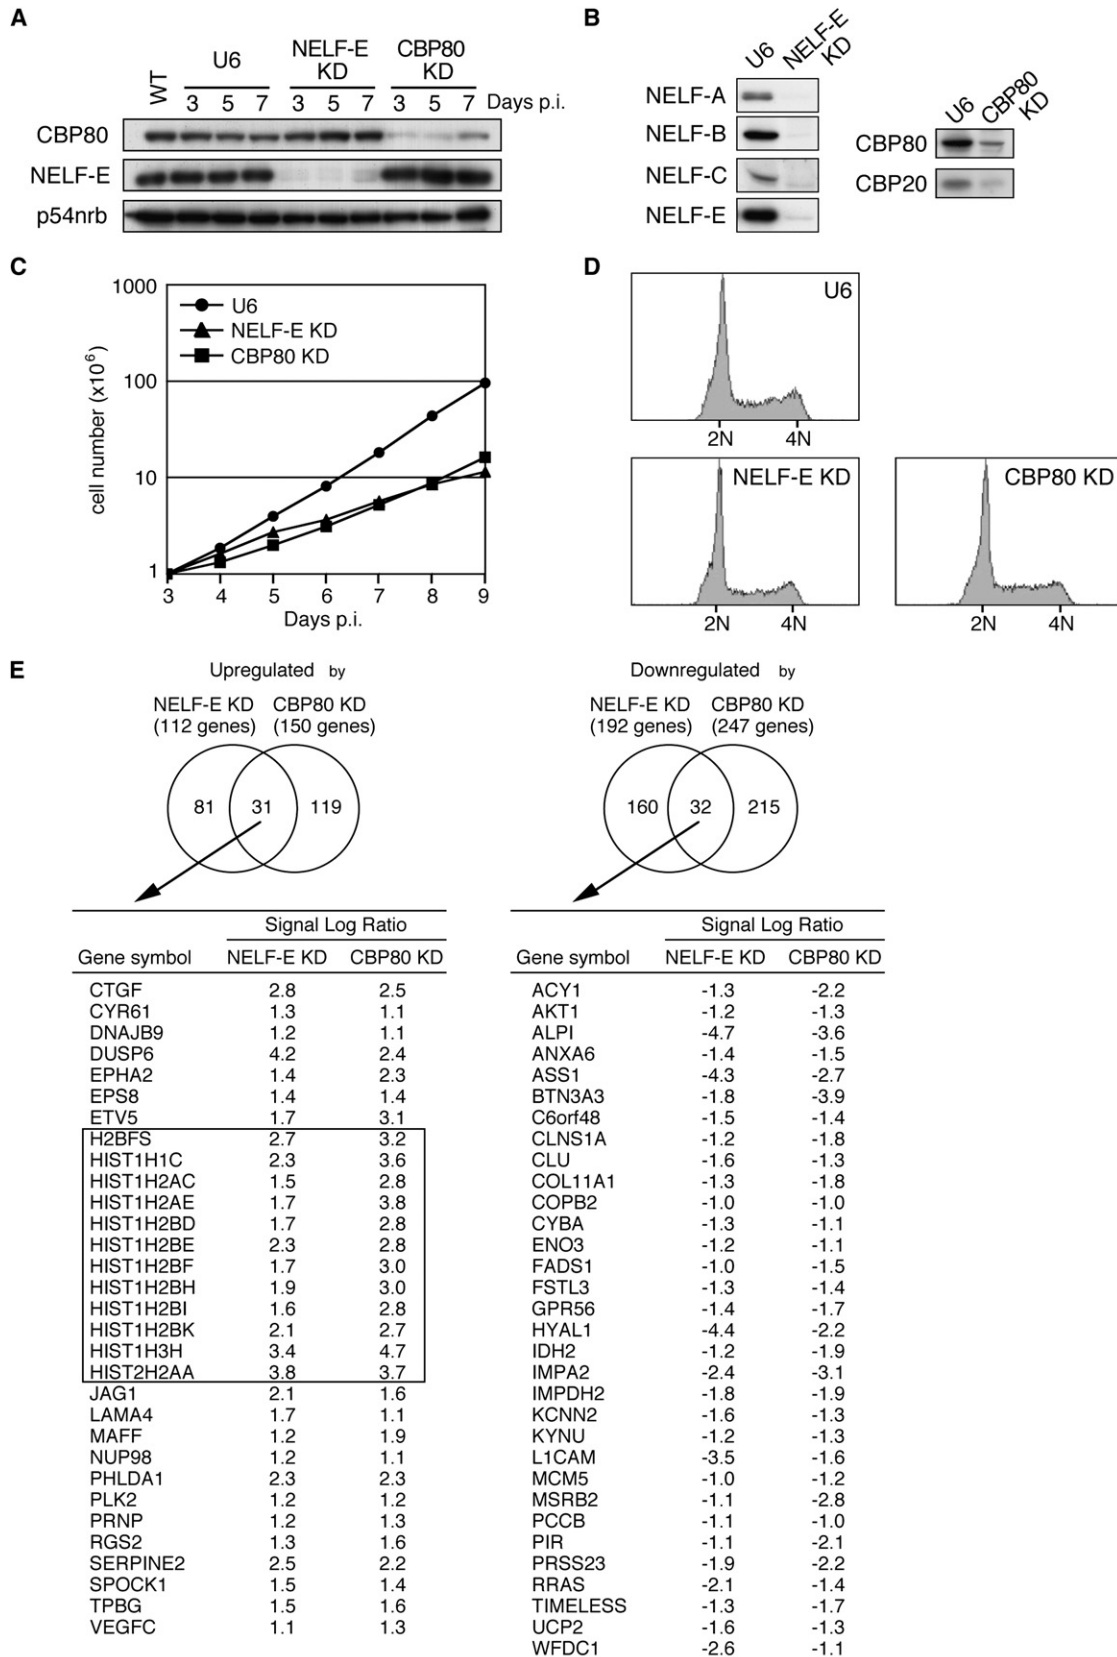 A
WT
U6
NELF-E
KD
CBP80
KD
3 5 7 3 5 7 3 5 7 Days p.i.
CBP80
NELF-E
p54nrb
B
U6
NELF-E
KD
NELF-A
NELF-B
NELF-C
NELF-E
U6
CBP80
KD
CBP80
CBP20
C
cell number (x10⁶)
1000
100
10
1
U6
NELF-E KD
CBP80 KD
3 4 5 6 7 8 9
Days p.i.
D
U6
2N 4N
NELF-E KD
2N 4N
CBP80 KD
2N 4N
E
Upregulated by
NELF-E KD CBP80 KD
(112 genes) (150 genes)
81 31 119
Signal Log Ratio
Gene symbol NELF-E KD CBP80 KD
CTGF 2.8 2.5
CYR61 1.3 1.1
DNAJB9 1.2 1.1
DUSP6 4.2 2.4
EPHA2 1.4 2.3
EPS8 1.4 1.4
ETV5 1.7 3.1
H2BFS 2.7 3.2
HIST1H1C 2.3 3.6
HIST1H2AC 1.5 2.8
HIST1H2AE 1.7 3.8
HIST1H2BD 1.7 2.8
HIST1H2BE 2.3 2.8
HIST1H2BF 1.7 3.0
HIST1H2BH 1.9 3.0
HIST1H2BI 1.6 2.8
HIST1H2BK 2.1 2.7
HIST1H3H 3.4 4.7
HIST2H2AA 3.8 3.7
JAG1 2.1 1.6
LAMA4 1.7 1.1
MAFF 1.2 1.9
NUP98 1.2 1.1
PHLDA1 2.3 2.3
PLK2 1.2 1.2
PRNP 1.2 1.3
RGS2 1.3 1.6
SERPINE2 2.5 2.2
SPOCK1 1.5 1.4
TPBG 1.5 1.6
VEGFC 1.1 1.3
Downregulated by
NELF-E KD CBP80 KD
(192 genes) (247 genes)
160 32 215
Signal Log Ratio
Gene symbol NELF-E KD CBP80 KD
ACY1 -1.3 -2.2
AKT1 -1.2 -1.3
ALPI -4.7 -3.6
ANXA6 -1.4 -1.5
ASS1 -4.3 -2.7
BTN3A3 -1.8 -3.9
C6orf48 -1.5 -1.4
CLNS1A -1.2 -1.8
CLU -1.6 -1.3
COL11A1 -1.3 -1.8
COPB2 -1.0 -1.0
CYBA -1.3 -1.1
ENO3 -1.2 -1.1
FADS1 -1.0 -1.5
FSTL3 -1.3 -1.4
GPR56 -1.4 -1.7
HYAL1 -4.4 -2.2
IDH2 -1.2 -1.9
IMPA2 -2.4 -3.1
IMPDH2 -1.8 -1.9
KCNN2 -1.6 -1.3
KYNU -1.2 -1.3
L1CAM -3.5 -1.6
MCM5 -1.0 -1.2
MSRB2 -1.1 -2.8
PCCB -1.1 -1.0
PIR -1.1 -2.1
PRSS23 -1.9 -2.2
RRAS -2.1 -1.4
TIMELESS -1.3 -1.7
UCP2 -1.6 -1.3
WFDC1 -2.6 -1.1